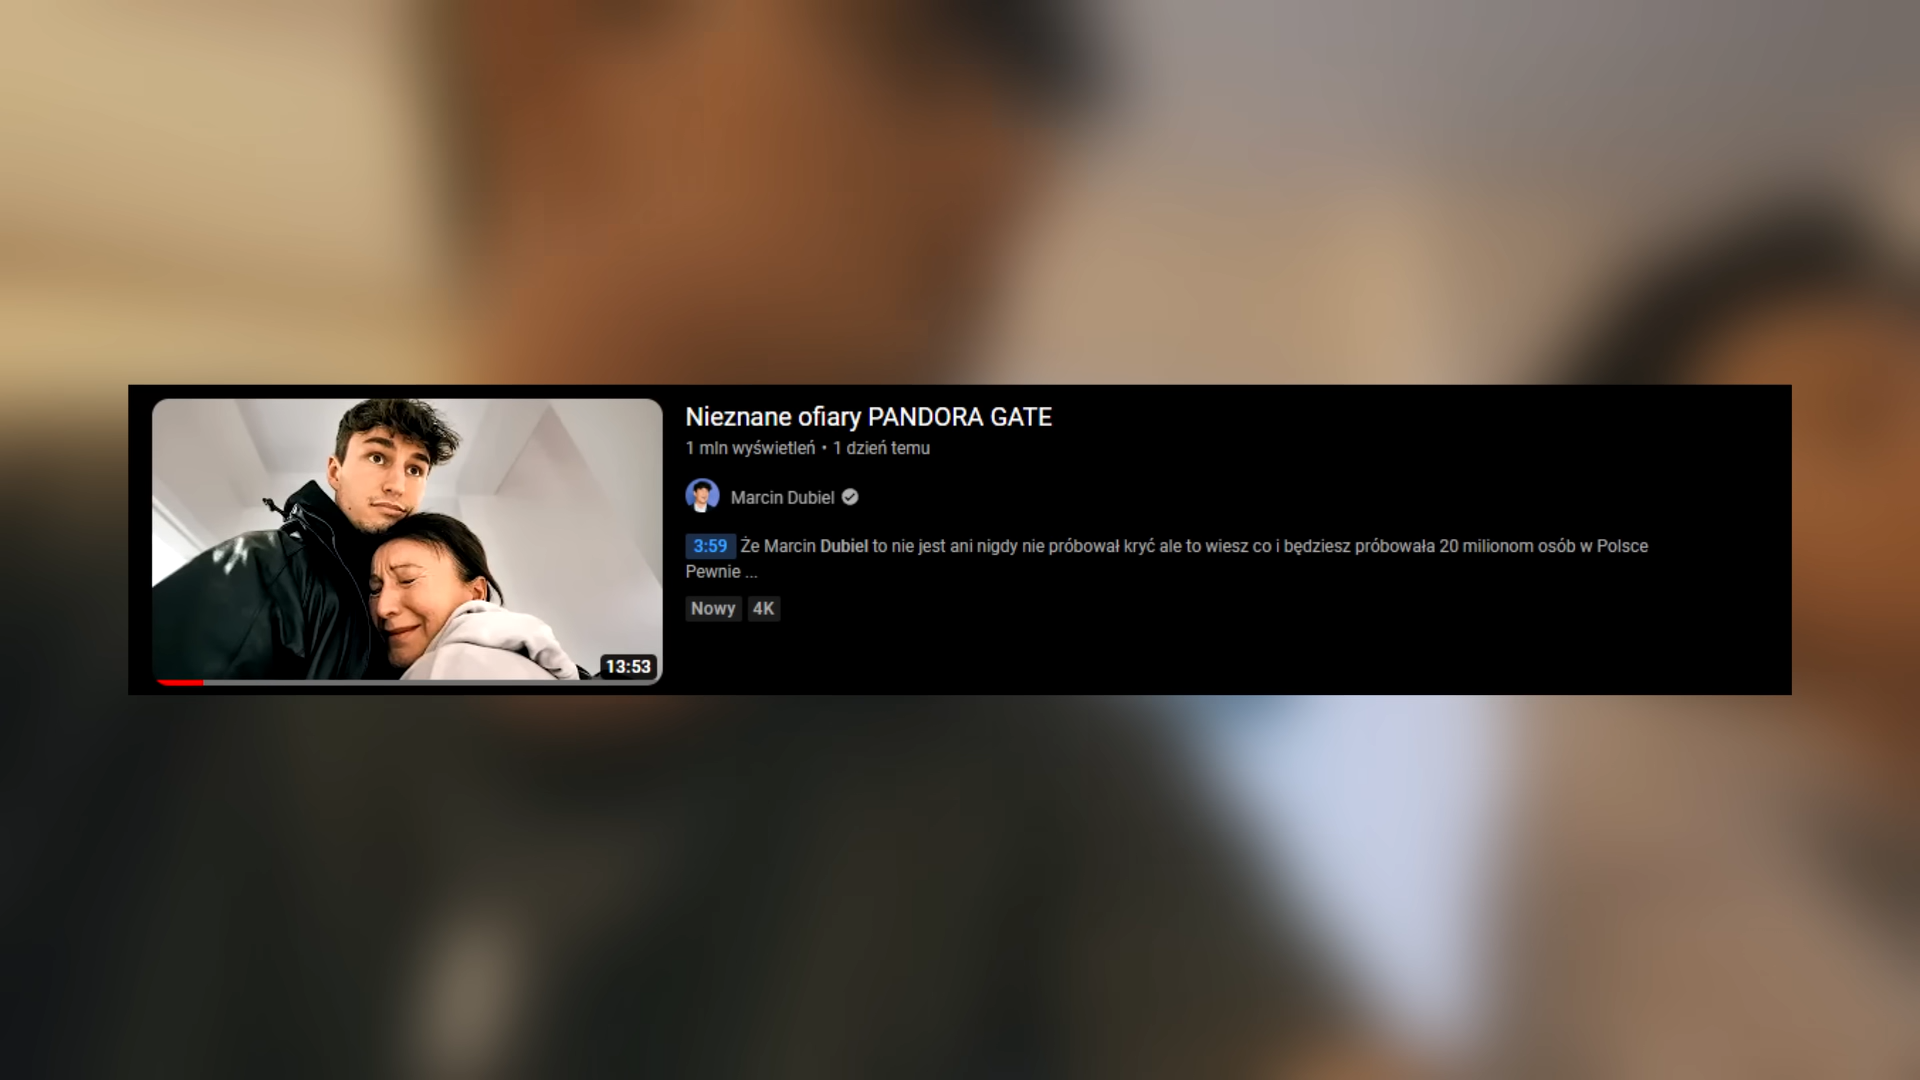 Nieznane ofiary PANDORA GATE
1 mln wyświetleń • 1 dzień temu
Marcin Dubiel
3:59 Że Marcin Dubiel to nie jest ani nigdy nie próbował kryć ale to wiesz co i będziesz próbowała 20 milionom osób w Polsce
Pewnie ...
Nowy 4K
13:53